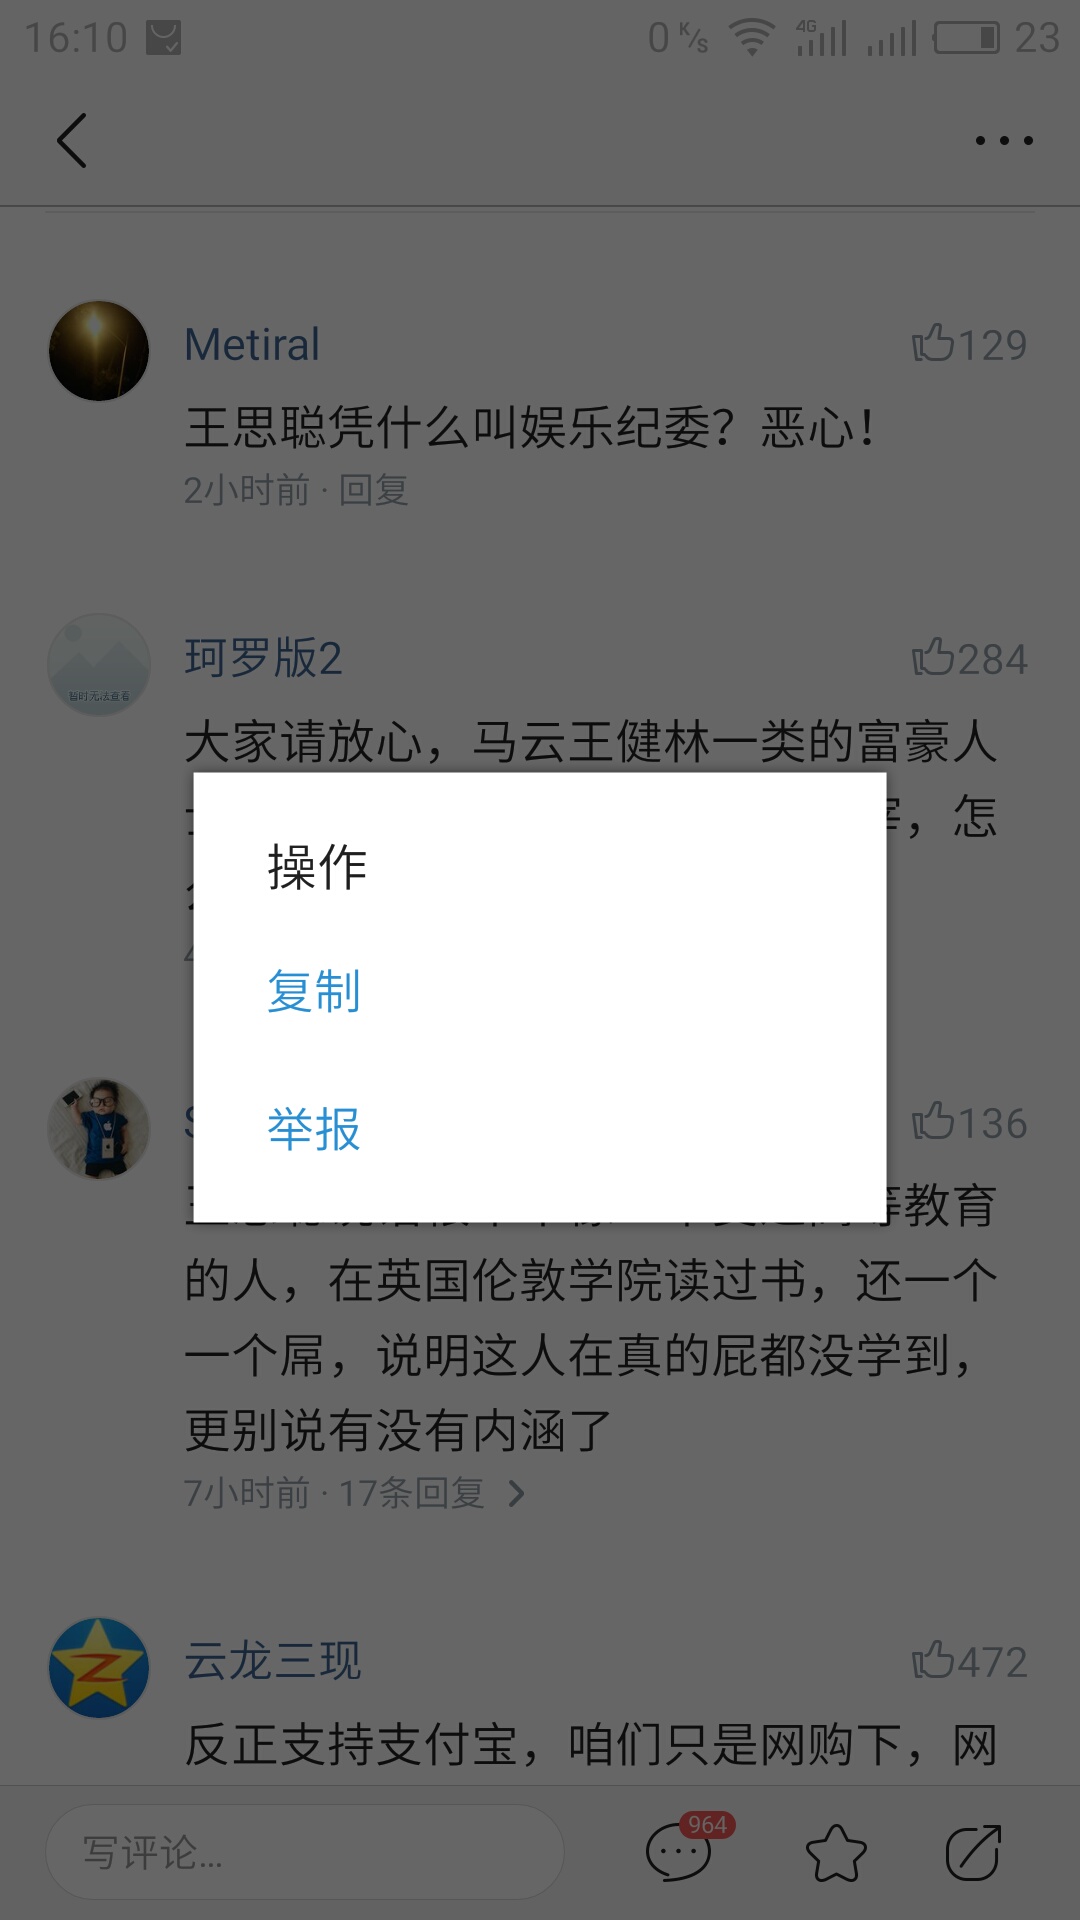 16:10
0 K/s 4G 23
Metiral
129
王思聪凭什么叫娱乐纪委？恶心！
2小时前 · 回复
暂时无法查看
珂罗版2
284
大家请放心，马云王健林一类的富豪人
，怎
操作
复制
举报
136
教育
的人，在英国伦敦学院读过书，还一个
一个屌，说明这人在真的屁都没学到，
更别说有没有内涵了
7小时前 · 17条回复
云龙三现
472
反正支持支付宝，咱们只是网购下，网
写评论...
964